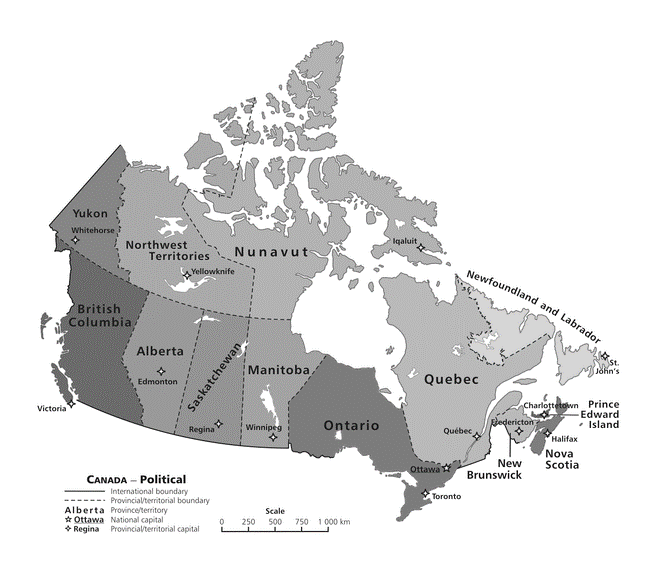 Yukon
Whitehorse
Northwest
Territories
Yellowknife
Nunavut
Iqaluit
British
Columbia
Victoria
Alberta
Edmonton
Saskatchewan
Regina
Manitoba
Winnipeg
Ontario
Ottawa
Toronto
Quebec
Québec
Newfoundland and Labrador
St.
John's
Charlottetown
Prince
Edward
Island
Fredericton
Halifax
Nova
Scotia
New
Brunswick
CANADA – Political
International boundary
Provincial/territorial boundary
Alberta Province/territory
Ottawa National capital
Regina Provincial/territorial capital
Scale
0 250 500 750 1 000 km